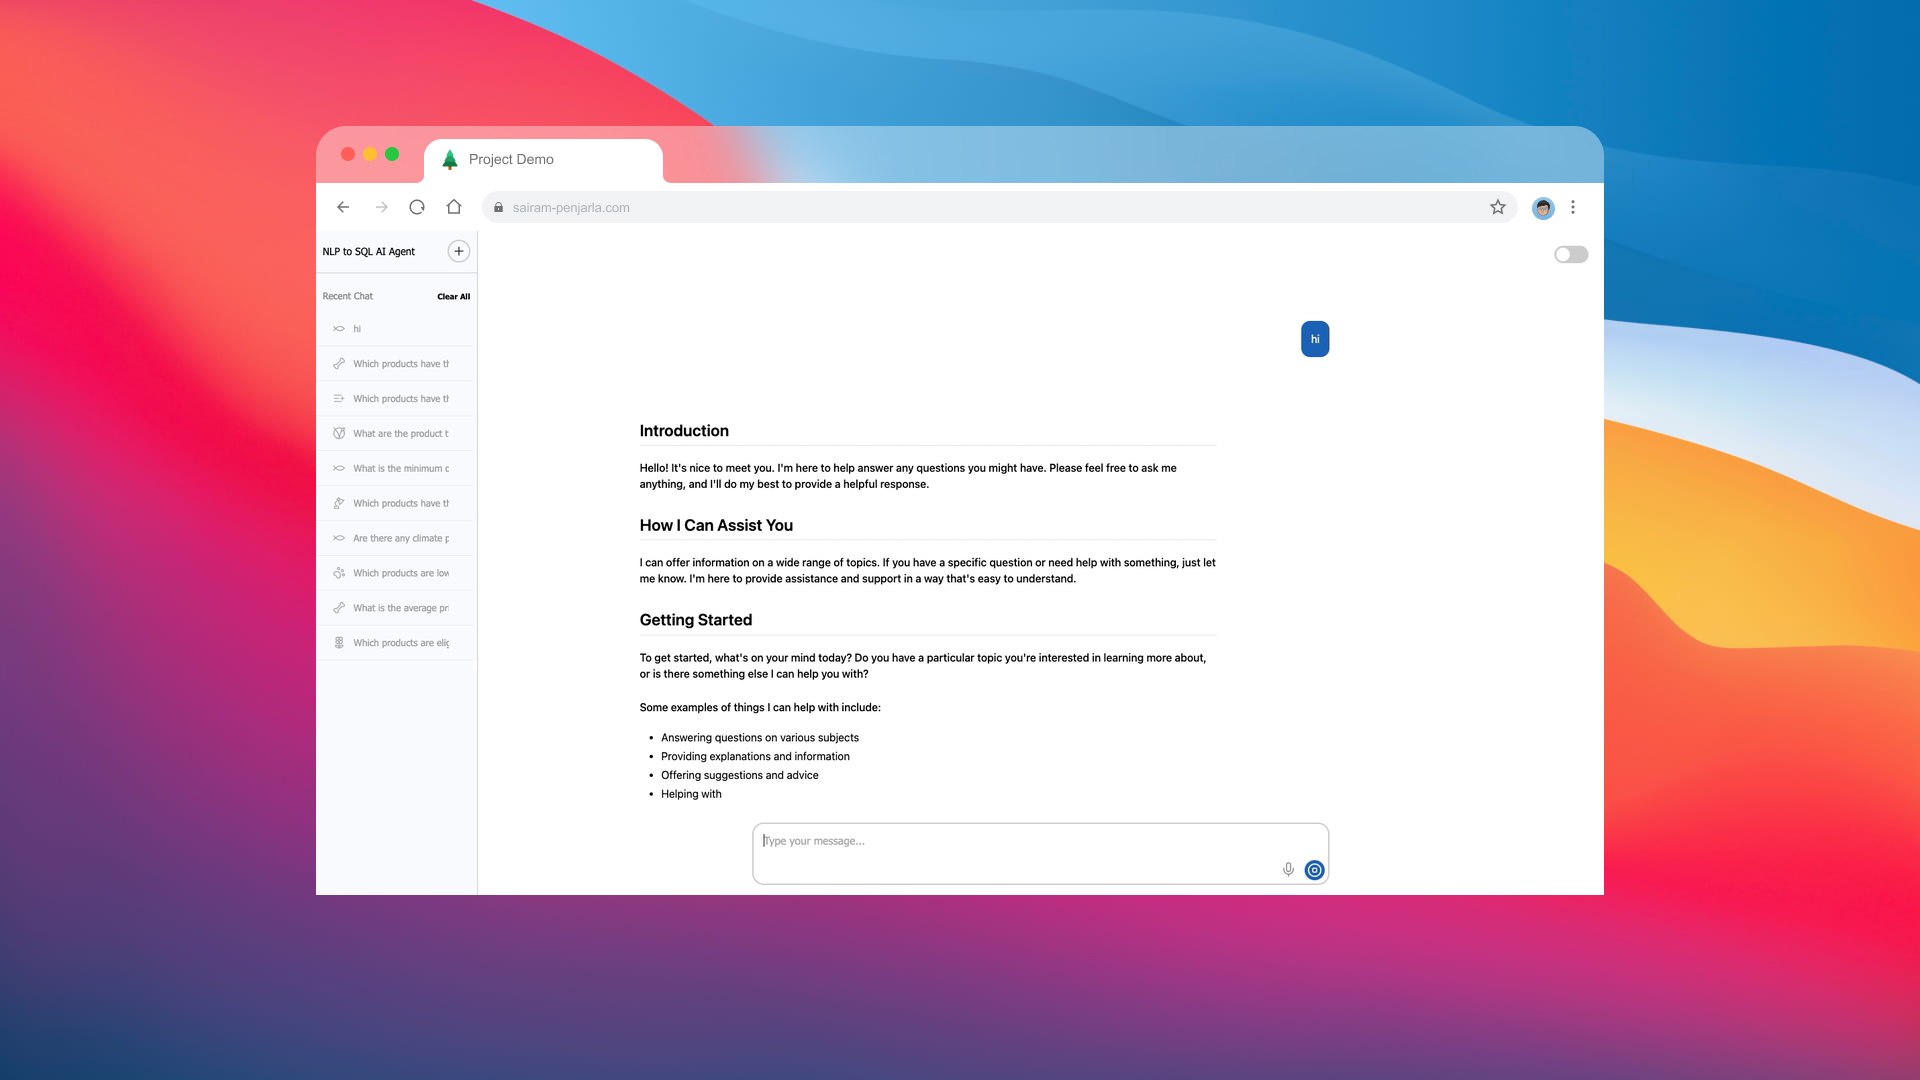 Project Demo
sairam-penjarla.com
NLP to SQL AI Agent
Recent Chat Clear All
hi
Which products have th
Which products have th
What are the product t
What is the minimum c
Which products have th
Are there any climate p
Which products are low
What is the average pri
Which products are elig
hi
Introduction
Hello! It's nice to meet you. I'm here to help answer any questions you might have. Please feel free to ask me
anything, and I'll do my best to provide a helpful response.
How I Can Assist You
I can offer information on a wide range of topics. If you have a specific question or need help with something, just let
me know. I'm here to provide assistance and support in a way that's easy to understand.
Getting Started
To get started, what's on your mind today? Do you have a particular topic you're interested in learning more about,
or is there something else I can help you with?
Some examples of things I can help with include:
• Answering questions on various subjects
• Providing explanations and information
• Offering suggestions and advice
• Helping with
Type your message...